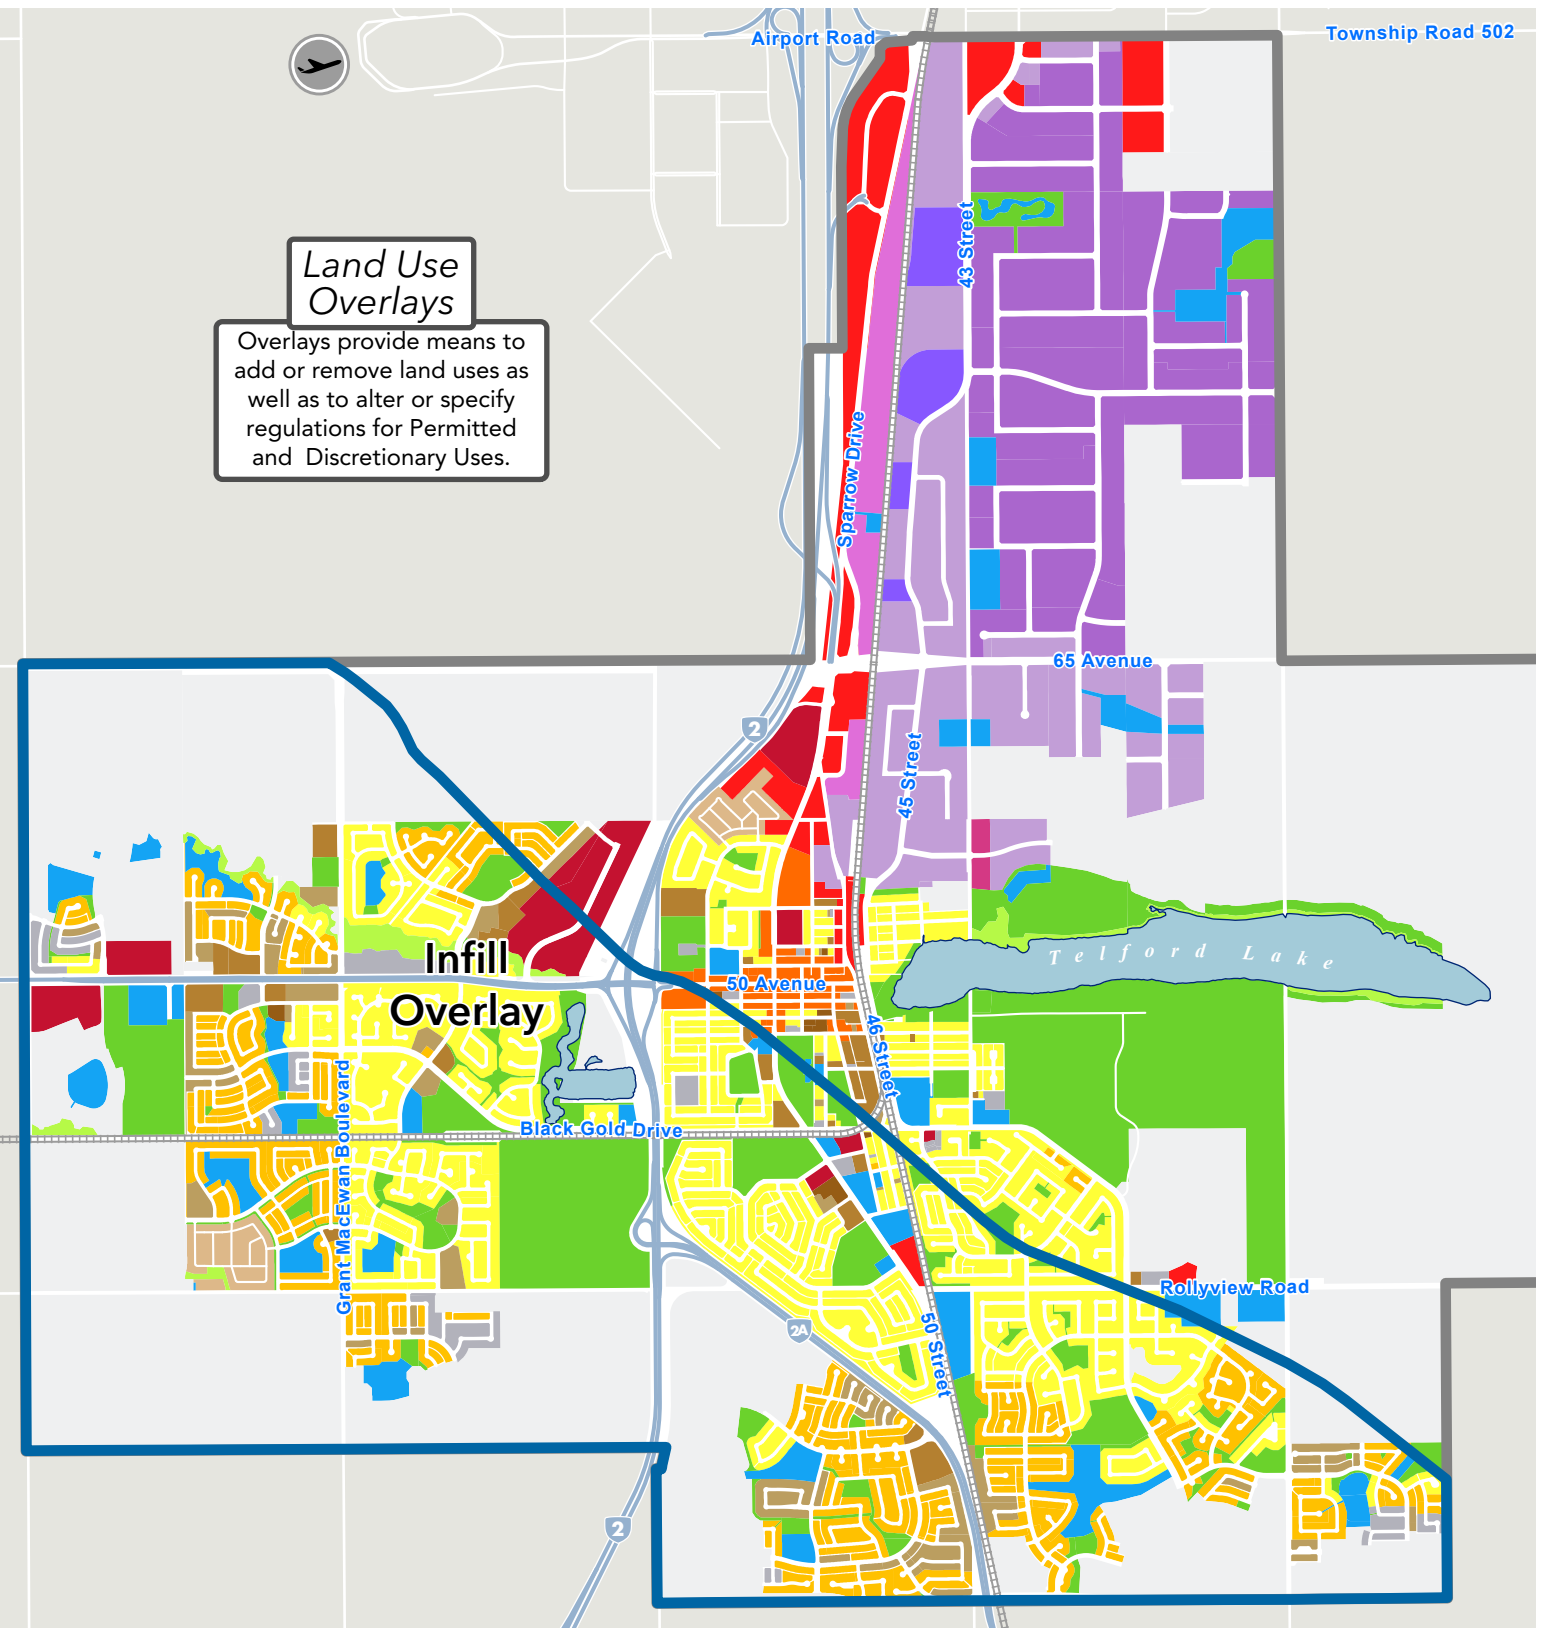 Airport Road
Township Road 502
Land Use
Overlays
Overlays provide means to
add or remove land uses as
well as to alter or specify
regulations for Permitted
and Discretionary Uses.
43 Street
Sparrow Drive
65 Avenue
2
45 Street
Infill
Overlay
50 Avenue
Telford Lake
46 Street
Grant MacEwan Boulevard
Black Gold Drive
Rollyview Road
2A
50 Street
2